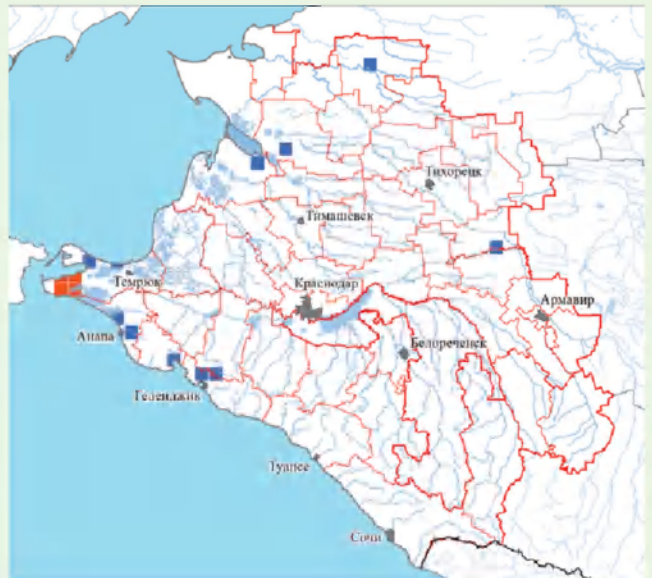 Тихорецк
Тимашевск
Темрюк
Краснодар
Армавир
Анапа
Белореченск
Геленджик
Туапсе
Сочи